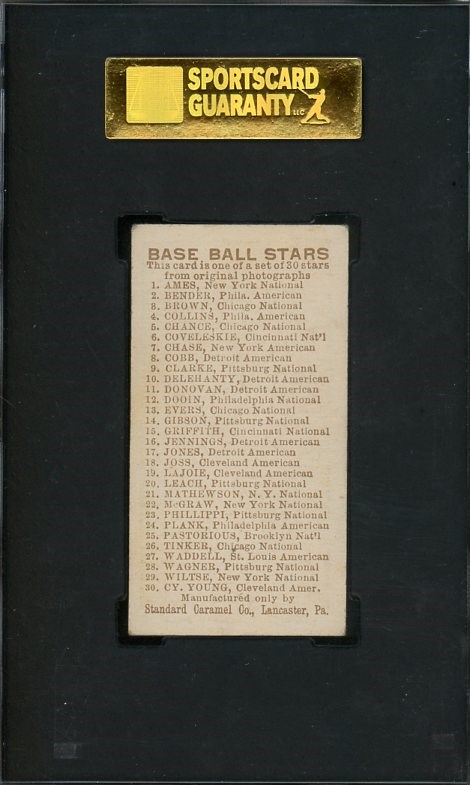 SPORTSCARD
GUARANTY LLC
BASE BALL STARS
This card is one of a set of 30 stars
from original photographs
1. AMES, New York National
2. BENDER, Phila. American
3. BROWN, Chicago National
4. COLLINS, Phila. American
5. CHANCE, Chicago National
6. COVELESKIE, Cincinnati Nat'l
7. CHASE, New York American
8. COBB, Detroit American
9. CLARKE, Pittsburg National
10. DELEHANTY, Detroit American
11. DONOVAN, Detroit American
12. DOOIN, Philadelphia National
13. EVERS, Chicago National
14. GIBSON, Pittsburg National
15. GRIFFITH, Cincinnati National
16. JENNINGS, Detroit American
17. JONES, Detroit American
18. JOSS, Cleveland American
19. LAJOIE, Cleveland American
20. LEACH, Pittsburg National
21. MATHEWSON, N. Y. National
22. McGRAW, New York National
23. PHILLIPPI, Pittsburg National
24. PLANK, Philadelphia American
25. PASTORIOUS, Brooklyn Nat'l
26. TINKER, Chicago National
27. WADDELL, St. Louis American
28. WAGNER, Pittsburg National
29. WILTSE, New York National
30. CY. YOUNG, Cleveland Amer.
Manufactured only by
Standard Caramel Co., Lancaster, Pa.